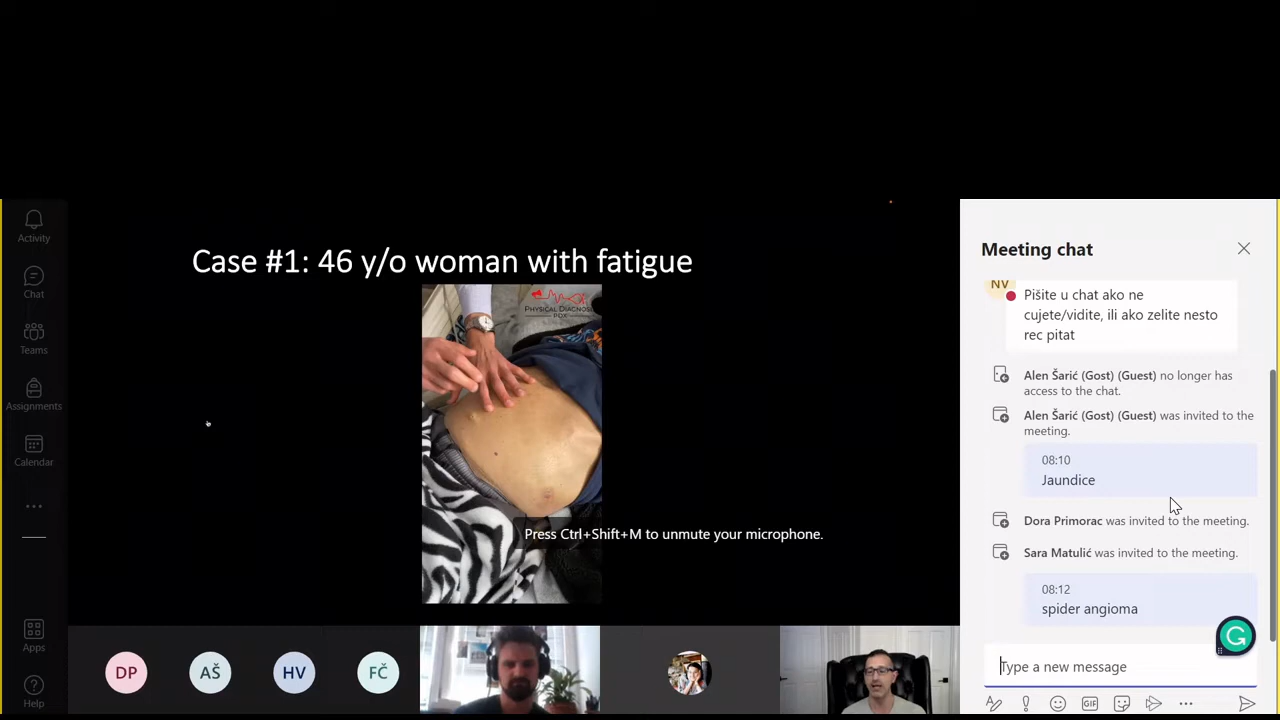 Activity
Chat
Teams
Assignments
Calendar
Apps
Help
Case #1: 46 y/o woman with fatigue
PHYSICAL DIAGNOSIS
PDX
Press Ctrl+Shift+M to unmute your microphone.
DP
AŠ
HV
FČ
Meeting chat
NV
Pišite u chat ako ne
cujete/vidite, ili ako zelite nesto
rec pitat
Alen Šarić (Gost) (Guest) no longer has
access to the chat.
Alen Šarić (Gost) (Guest) was invited to the
meeting.
08:10
Jaundice
Dora Primorac was invited to the meeting.
Sara Matulić was invited to the meeting.
08:12
spider angioma
Type a new message
GIF